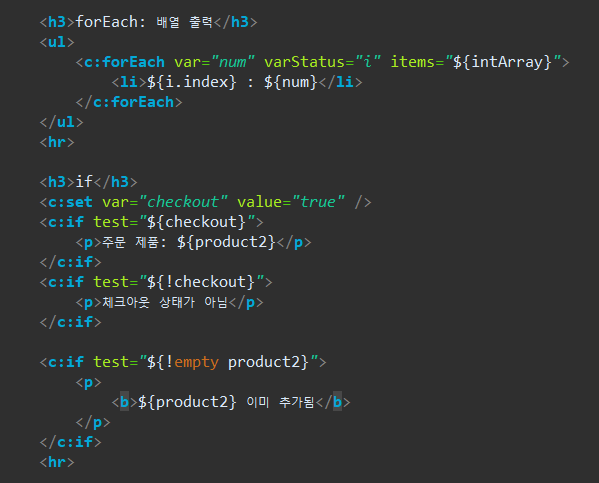 <h3>forEach: 배열 출력</h3>
<ul>
<c:forEach var="num" varStatus="i" items="${intArray}">
<li>${i.index} : ${num}</li>
</c:forEach>
</ul>
<hr>
<h3>if</h3>
<c:set var="checkout" value="true" />
<c:if test="${checkout}">
<p>주문 제품: ${product2}</p>
</c:if>
<c:if test="${!checkout}">
<p>체크아웃 상태가 아님</p>
</c:if>
<c:if test="${!empty product2}">
<p>
<b>${product2} 이미 추가됨</b>
</p>
</c:if>
<hr>